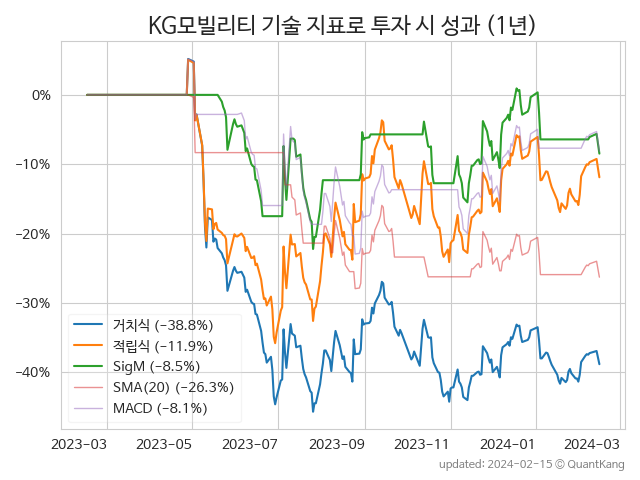 KG모빌리티 기술 지표로 투자 시 성과 (1년)
0%
−10%
−20%
−30%
−40%
거치식 (−38.8%)
적립식 (−11.9%)
SigM (−8.5%)
SMA(20) (−26.3%)
MACD (−8.1%)
2023−03 2023−05 2023−07 2023−09 2023−11 2024−01 2024−03
updated: 2024−02−15 © QuantKang